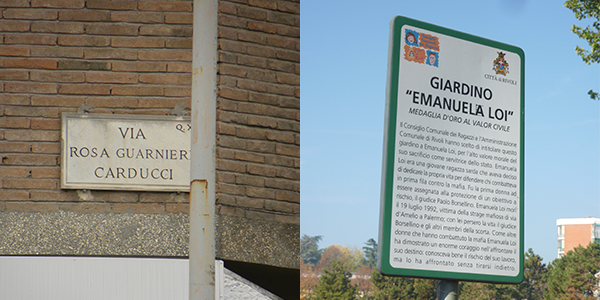 VIA
ROSA GUARNIERI
CARDUCCI
CITTÀ di RIVOLI
GIARDINO
"EMANUELA LOI"
MEDAGLIA D'ORO AL VALOR CIVILE
Il Consiglio Comunale dei Ragazzi e l'Amministrazione
Comunale di Rivoli hanno scelto di intitolare questo
giardino a Emanuela Loi, per l'alto valore morale del
suo sacrificio come servitrice dello stato. Emanuela
Loi era una giovane ragazza sarda che aveva deciso
di dedicare la propria vita per difendere chi combatteva
in prima fila contro la mafia. Fu la prima donna ad
essere assegnata alla protezione di un obiettivo a
rischio, il giudice Paolo Borsellino. Emanuela Loi morì
il 19 luglio 1992, vittima della strage mafiosa di via
d'Amelio a Palermo; con lei persero la vita il giudice
Borsellino e gli altri membri della scorta. Come altre
donne che hanno combattuto la mafia Emanuela Loi
ha dimostrato un enorme coraggio nell'affrontare il
suo destino: conosceva bene il rischio del suo lavoro,
ma lo ha affrontato senza tirarsi indietro.